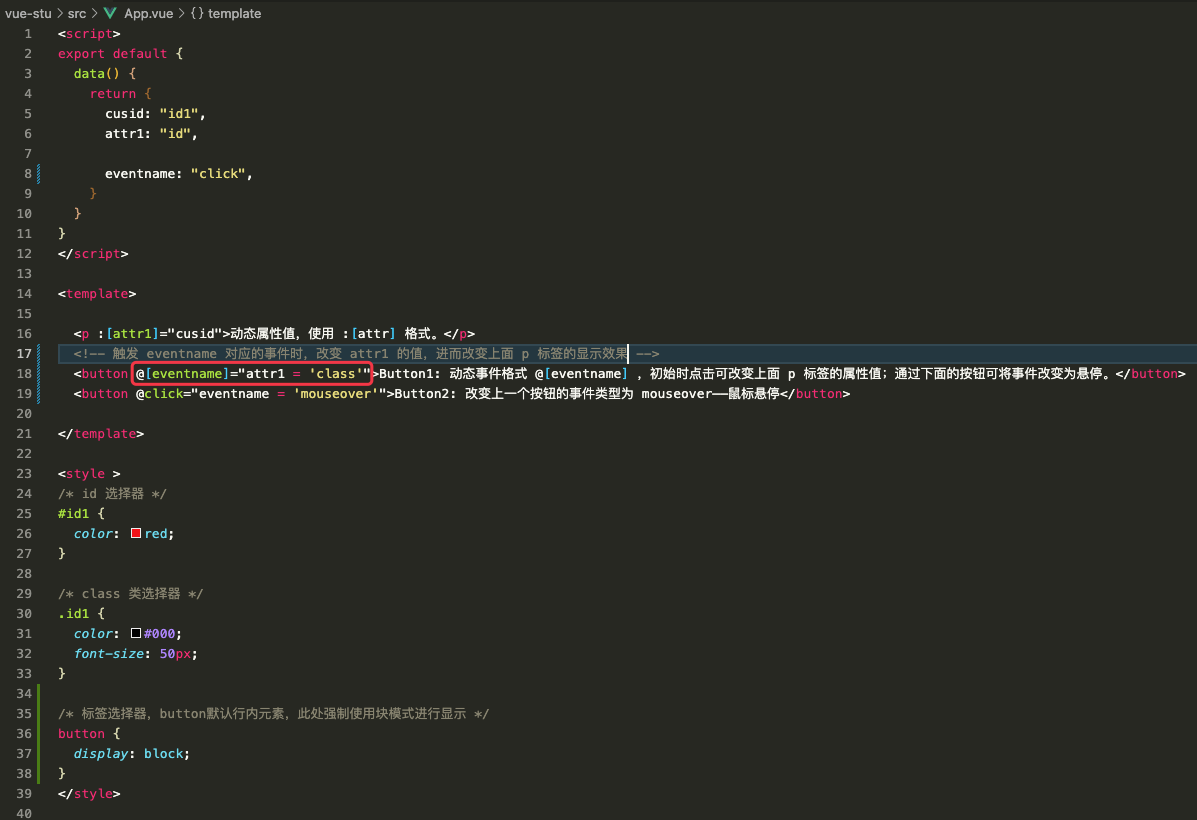 vue-stu > src > App.vue > {} template
1 <script>
2 export default {
3 data() {
4 return {
5 cusid: "id1",
6 attr1: "id",
7
8 eventname: "click",
9 }
10 }
11 }
12 </script>
13
14 <template>
15
16 <p :[attr1]="cusid">动态属性值，使用 :[attr] 格式。</p>
17 <!-- 触发 eventname 对应的事件时，改变 attr1 的值，进而改变上面 p 标签的显示效果 -->
18 <button @[eventname]="attr1 = 'class'">Button1: 动态事件格式 @[eventname] ，初始时点击可改变上面 p 标签的属性值；通过下面的按钮可将事件改变为悬停。</button>
19 <button @click="eventname = 'mouseover'">Button2: 改变上一个按钮的事件类型为 mouseover——鼠标悬停</button>
20
21 </template>
22
23 <style >
24 /* id 选择器 */
25 #id1 {
26 color: red;
27 }
28
29 /* class 类选择器 */
30 .id1 {
31 color: #000;
32 font-size: 50px;
33 }
34
35 /* 标签选择器，button默认行内元素，此处强制使用块模式进行显示 */
36 button {
37 display: block;
38 }
39 </style>
40